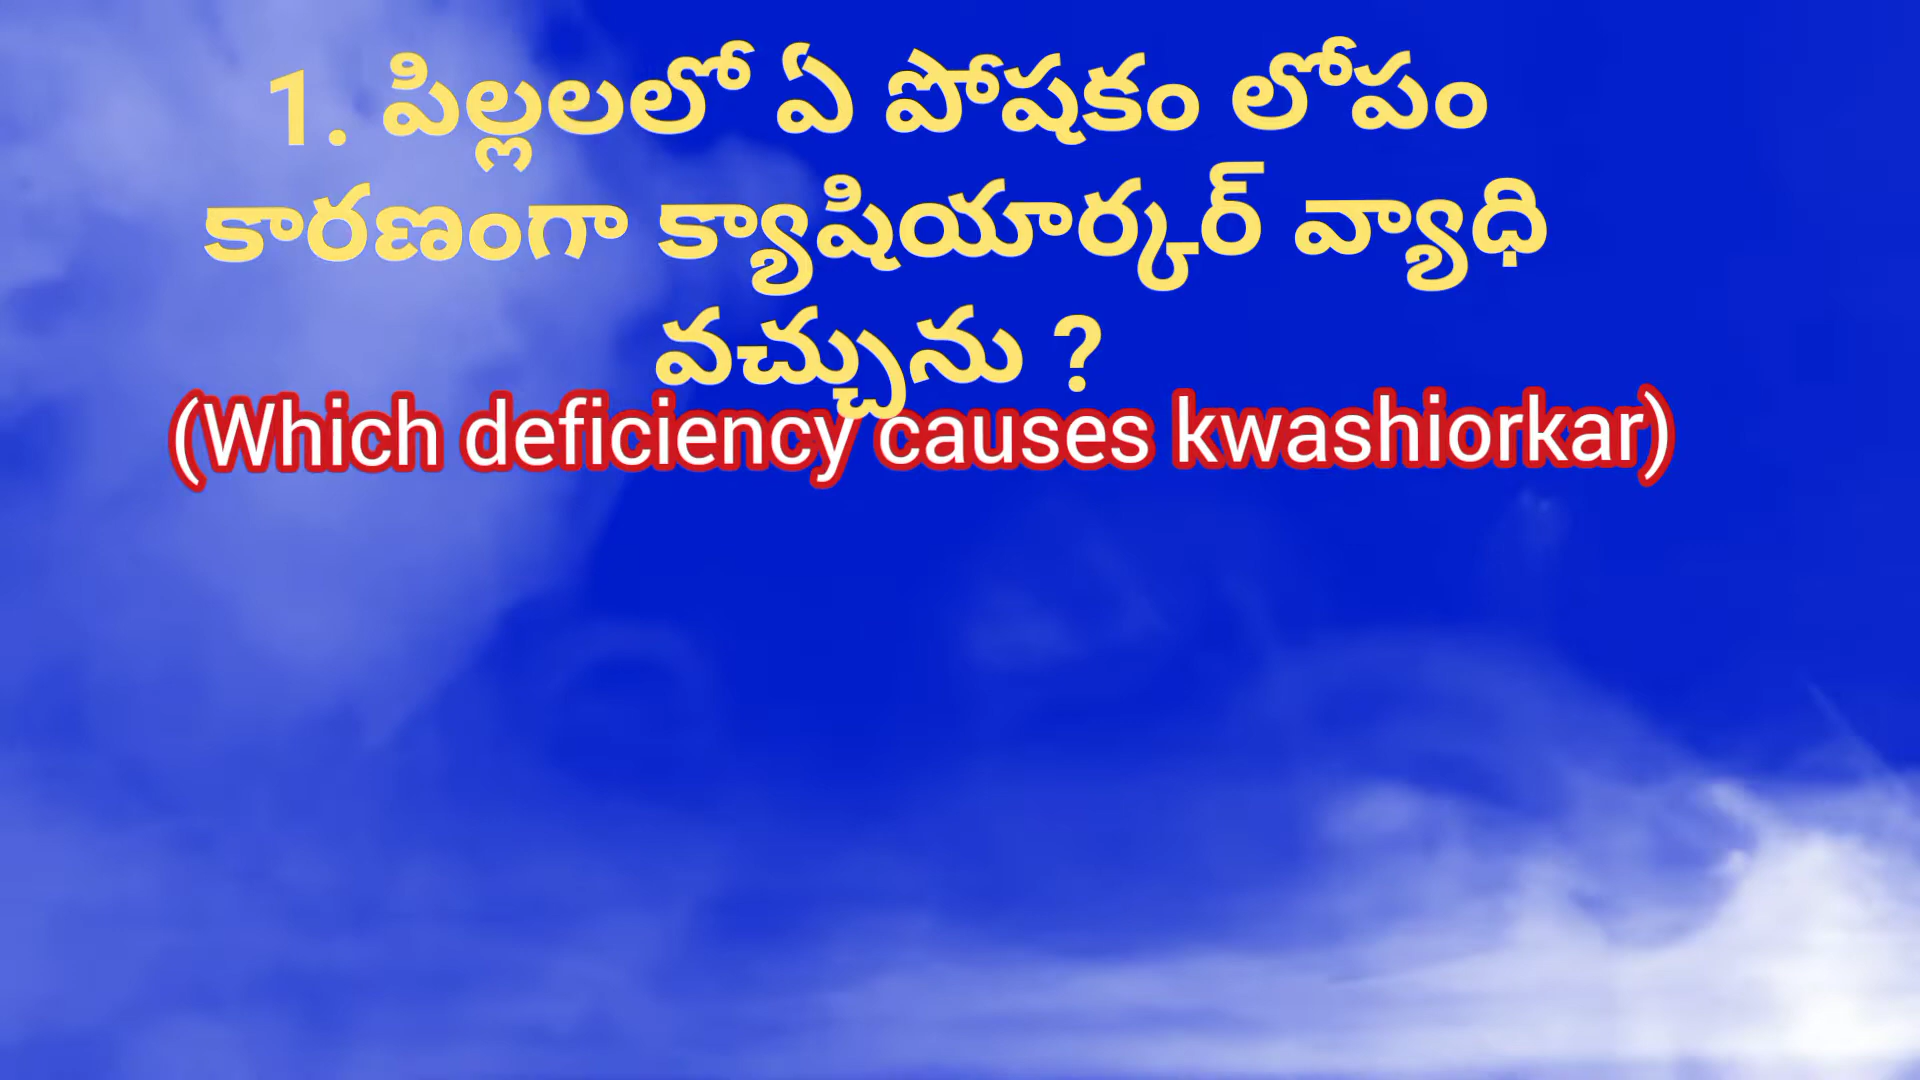 1. పిల్లలలో ఏ పోషకం లోపం
కారణంగా క్యాషియార్కర్ వ్యాధి
వచ్చును ?
(Which deficiency causes kwashiorkar)